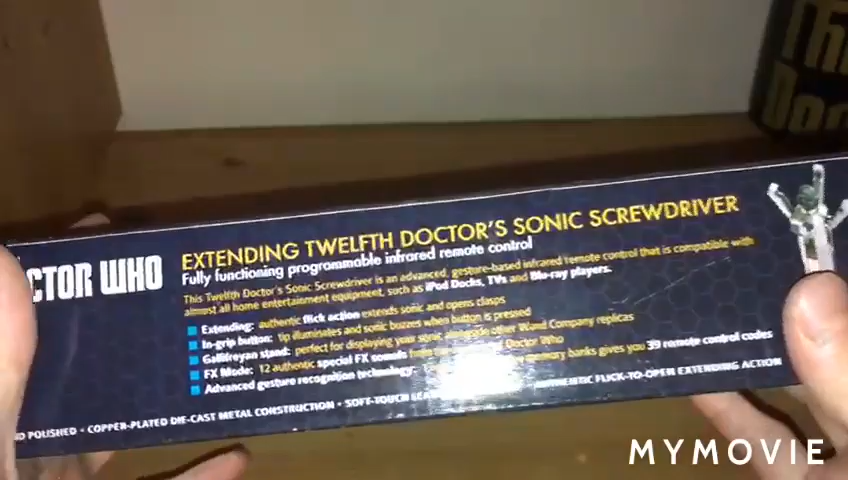 The
Doc
CTOR WHO
EXTENDING TWELFTH DOCTOR'S SONIC SCREWDRIVER
Fully functioning programmable infrared remote control
This Twelfth Doctor's Sonic Screwdriver is an advanced, gesture-based infrared remote control that is compatible with
almost all home entertainment equipment, such as iPod Docks, TVs and Blu-ray players.
Extending: authentic flick action extends sonic and opens clasps
In-grip button: tip illuminates and sonic buzzes when button is pressed
Gallifreyan stand: perfect for displaying your sonic alongside other Wand Company replicas
FX Mode: 12 authentic special FX sounds from Doctor Who
Advanced gesture recognition technology: memory banks gives you 39 remote control codes
D POLISHED • COPPER-PLATED DIE-CAST METAL CONSTRUCTION • SOFT-TOUCH AUTHENTIC FLICK-TO-OPEN EXTENDING ACTION
MYMOVIE